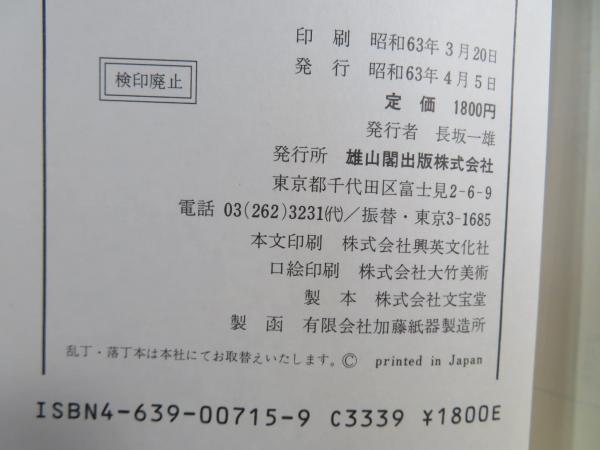 印刷 昭和63年3月20日
発行 昭和63年4月5日
検印廃止
定価 1800円
発行者 長坂一雄
発行所 雄山閣出版株式会社
東京都千代田区富士見2-6-9
電話 03(262)3231㈹／振替・東京3-1685
本文印刷 株式会社興英文化社
口絵印刷 株式会社大竹美術
製本 株式会社文宝堂
製函 有限会社加藤紙器製造所
乱丁・落丁本は本社にてお取替えいたします。© printed in Japan
ISBN4-639-00715-9 C3339 ¥1800E